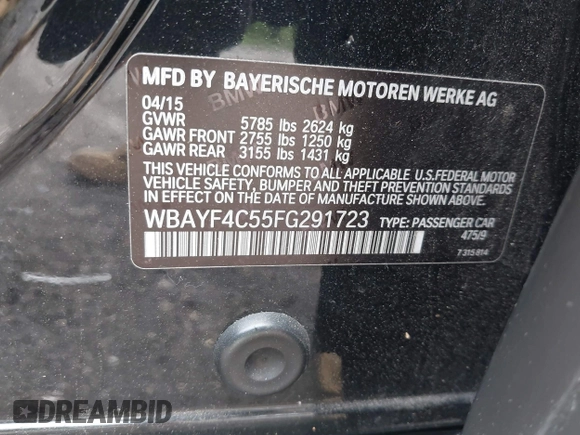 MFD BY BAYERISCHE MOTOREN WERKE AG
04/15
GVWR 5785 lbs 2624 kg
GAWR FRONT 2755 lbs 1250 kg
GAWR REAR 3155 lbs 1431 kg
THIS VEHICLE CONFORMS TO ALL APPLICABLE U.S.FEDERAL MOTOR
VEHICLE SAFETY, BUMPER AND THEFT PREVENTION STANDARDS
IN EFFECT ON THE DATE OF MANUFACTURE SHOWN ABOVE.
WBAYF4C55FG291723 TYPE: PASSENGER CAR
475/9
7 315 814
DREAMBID